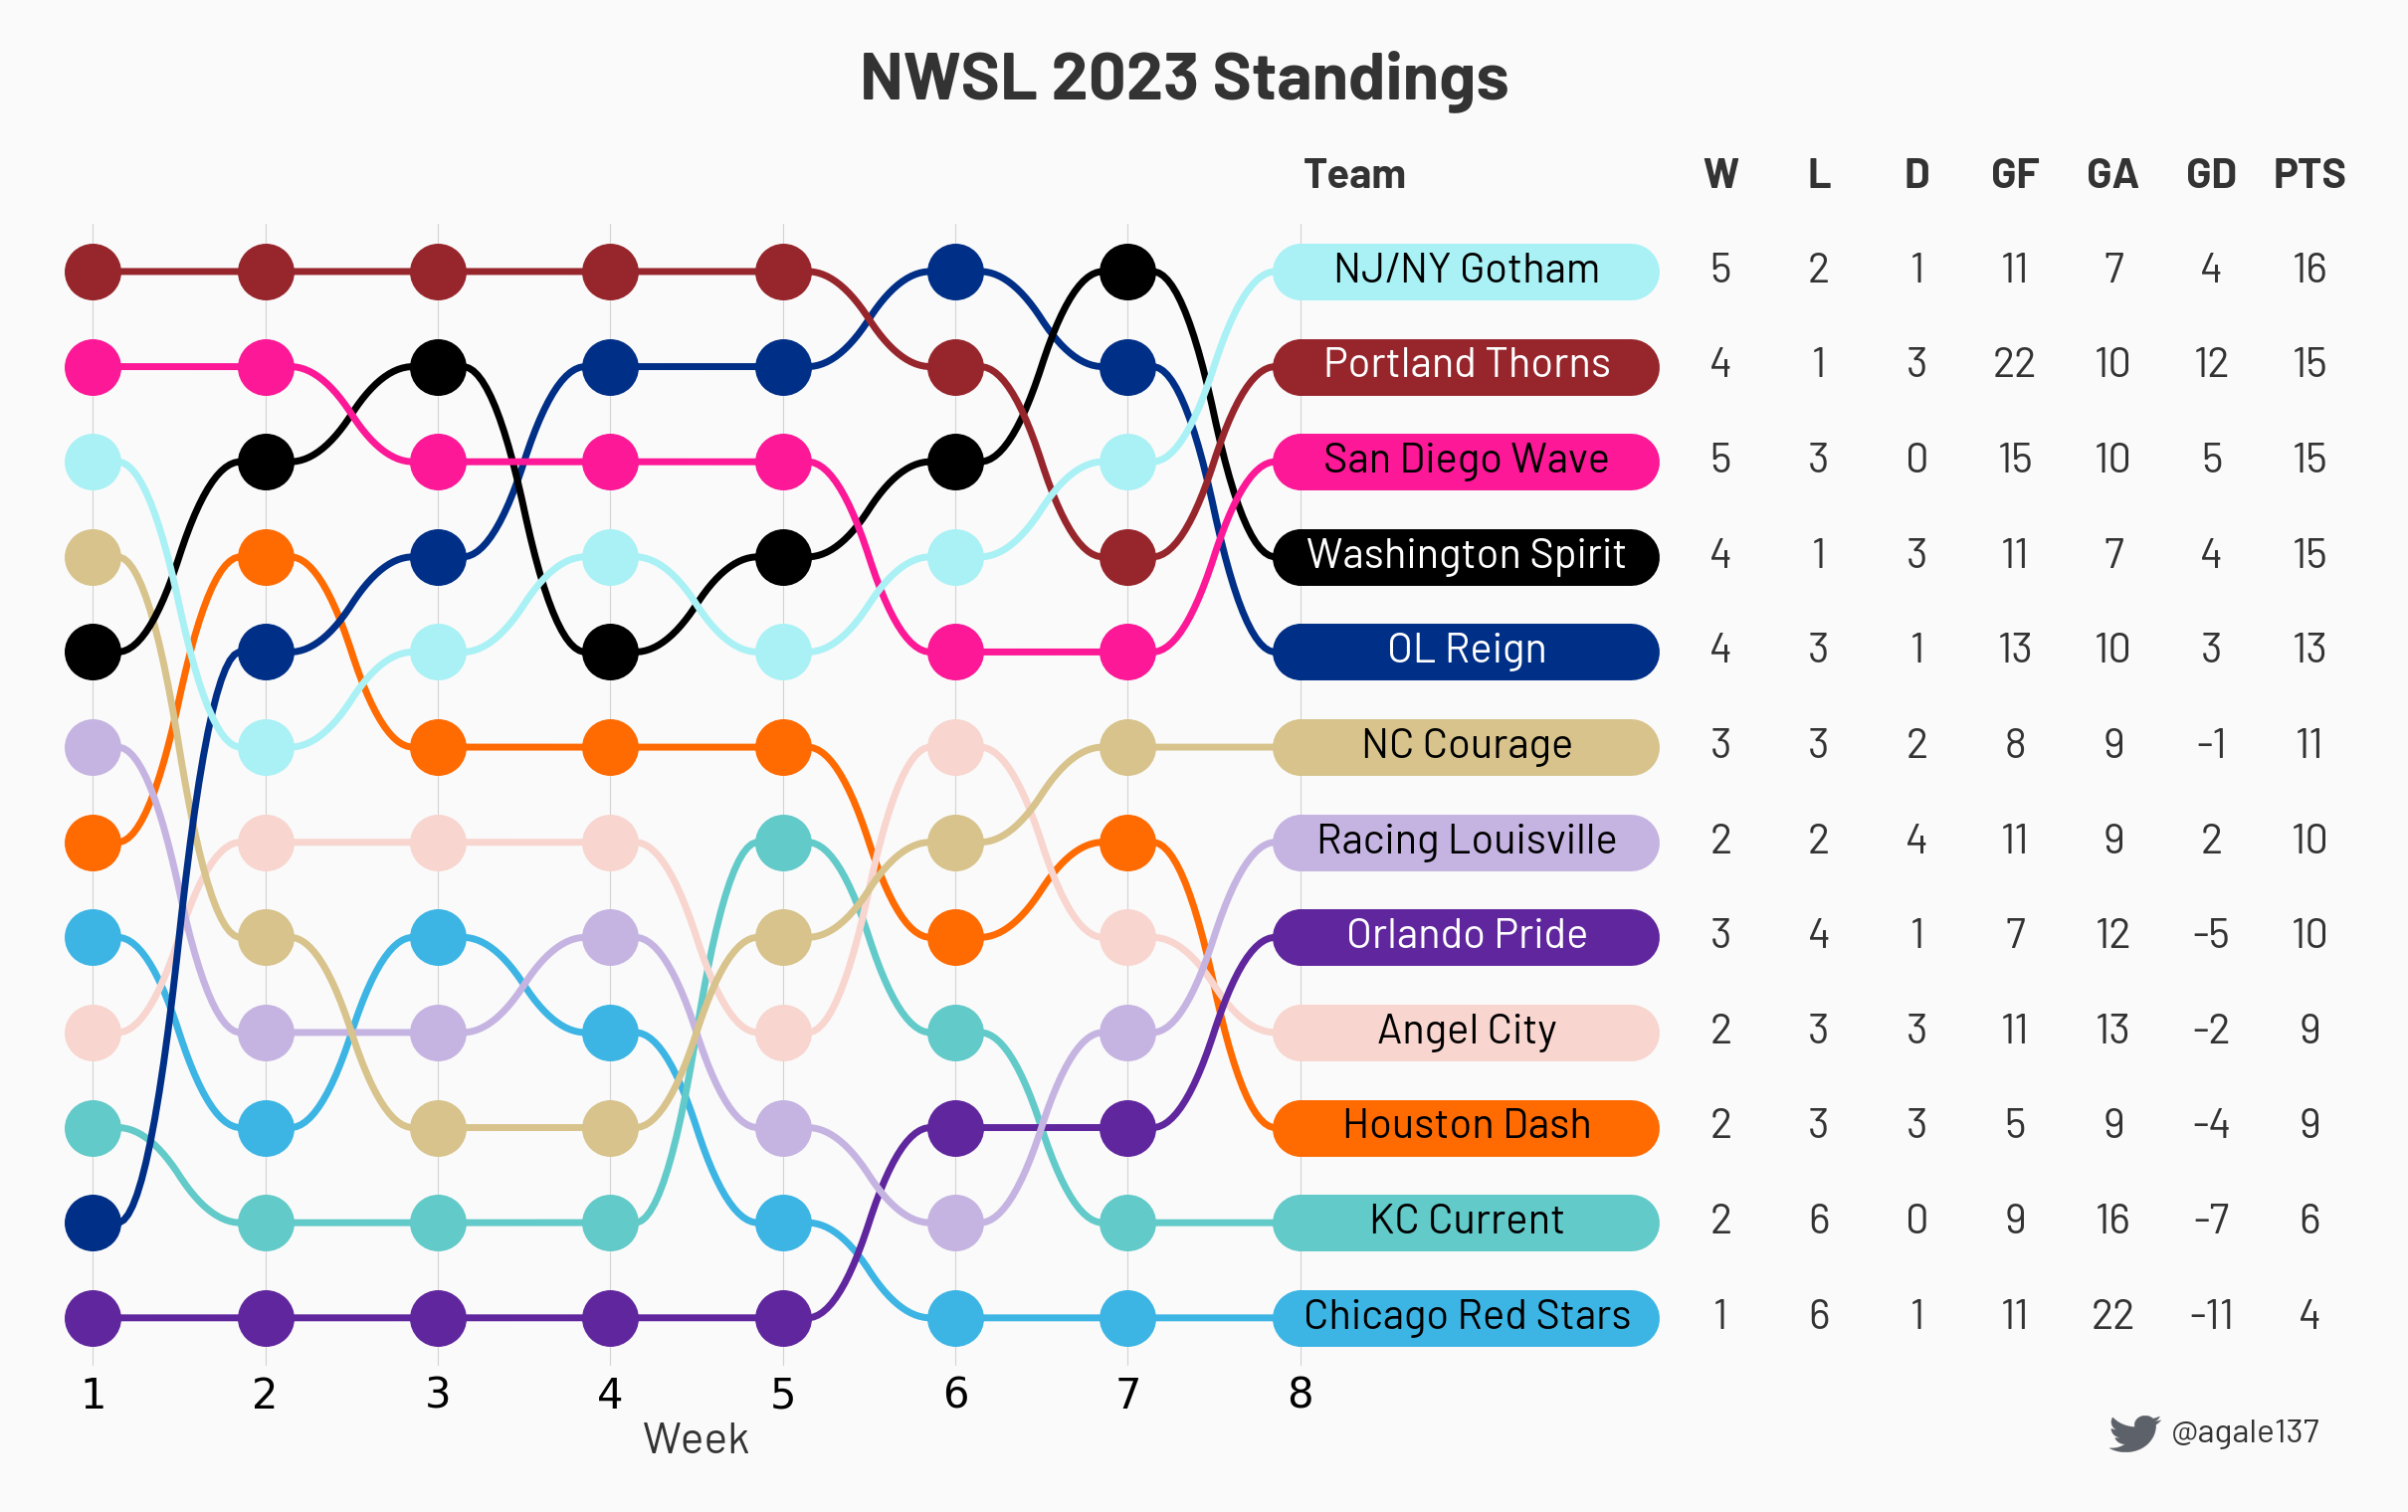 NWSL 2023 Standings
Team W L D GF GA GD PTS
NJ/NY Gotham 5 2 1 11 7 4 16
Portland Thorns 4 1 3 22 10 12 15
San Diego Wave 5 3 0 15 10 5 15
Washington Spirit 4 1 3 11 7 4 15
OL Reign 4 3 1 13 10 3 13
NC Courage 3 3 2 8 9 -1 11
Racing Louisville 2 2 4 11 9 2 10
Orlando Pride 3 4 1 7 12 -5 10
Angel City 2 3 3 11 13 -2 9
Houston Dash 2 3 3 5 9 -4 9
KC Current 2 6 0 9 16 -7 6
Chicago Red Stars 1 6 1 11 22 -11 4
1 2 3 4 5 6 7 8
Week
@agale137